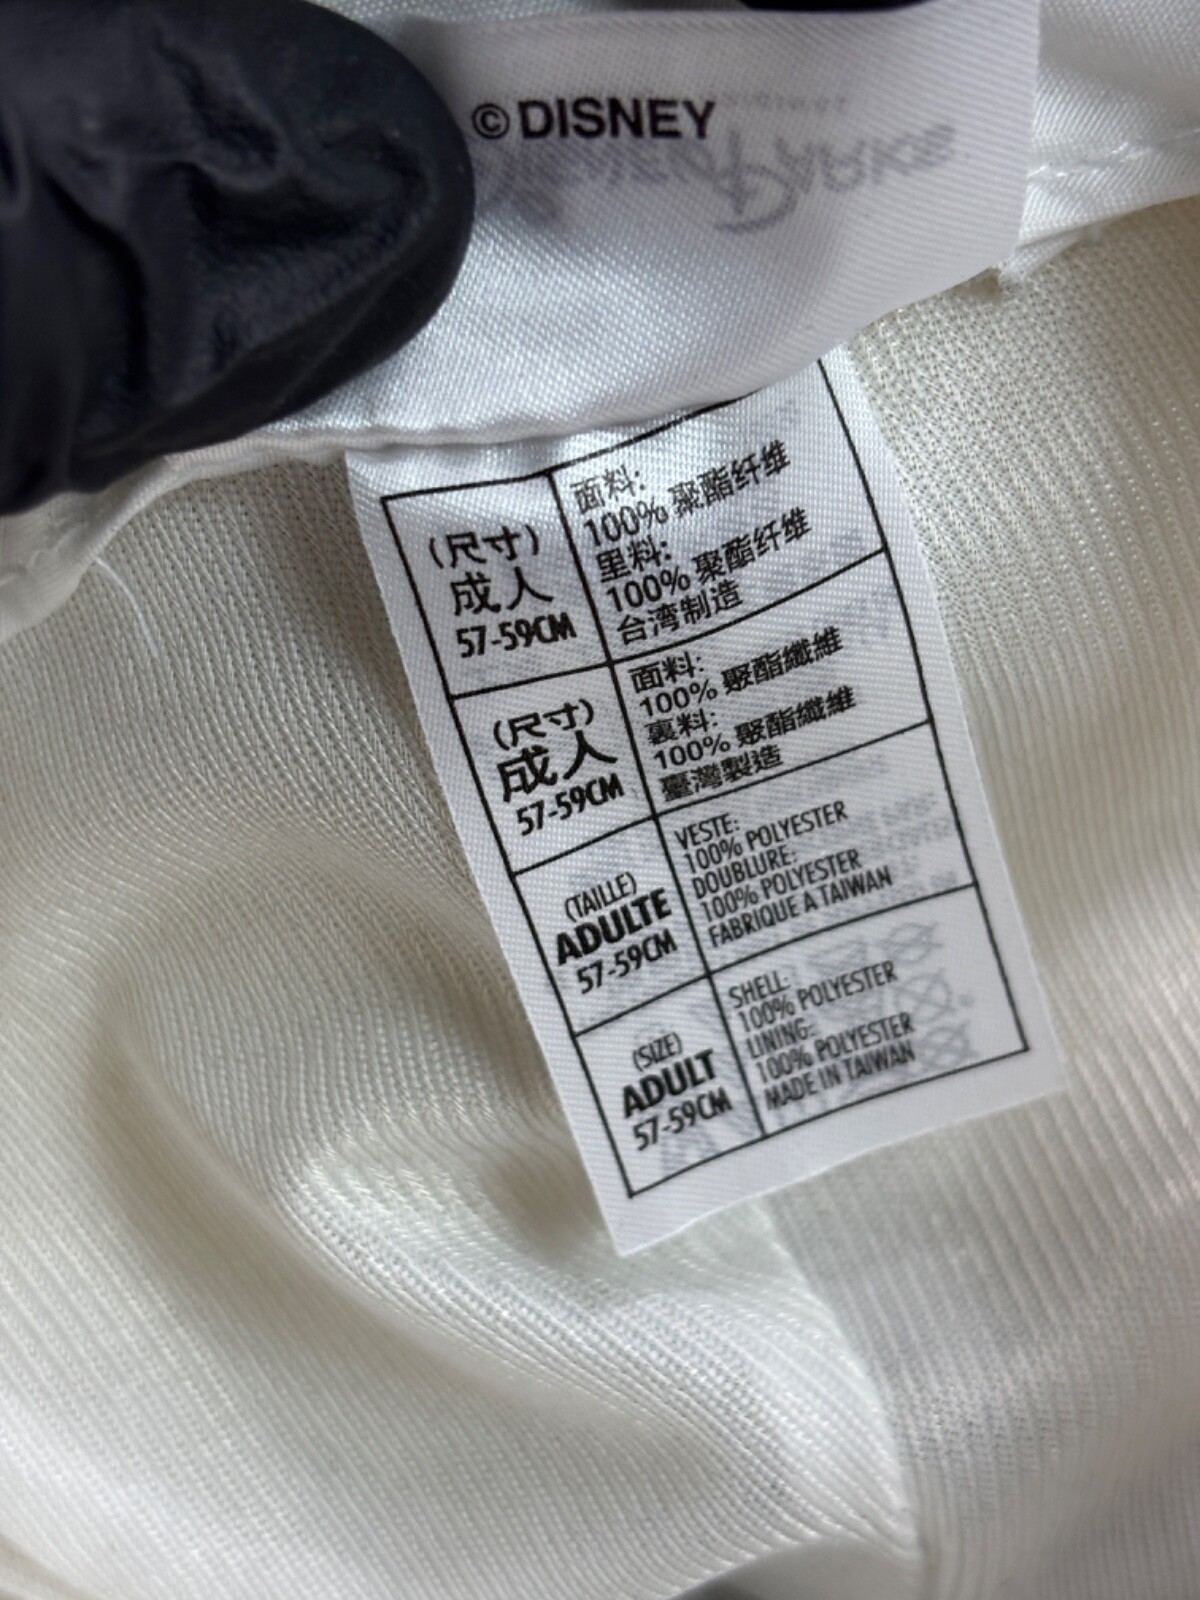 © DISNEY
(尺寸)
成人
57-59CM
面料:
100% 聚酯纤维
里料:
100% 聚酯纤维
台湾制造
(尺寸)
成人
57-59CM
面料:
100% 聚酯纖維
裏料:
100% 聚酯纖維
臺灣製造
(TAILLE)
ADULTE
57-59CM
VESTE:
100% POLYESTER
DOUBLURE:
100% POLYESTER
FABRIQUE A TAIWAN
(SIZE)
ADULT
57-59CM
SHELL:
100% POLYESTER
LINING:
100% POLYESTER
MADE IN TAIWAN